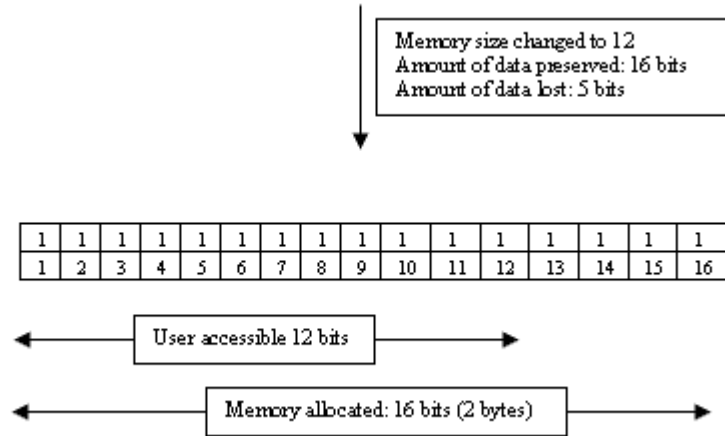 Memory size changed to 12
Amount of data preserved: 16 bits
Amount of data lost: 5 bits
1 1 1 1 1 1 1 1 1 1 1 1 1 1 1 1
1 2 3 4 5 6 7 8 9 10 11 12 13 14 15 16
User accessible 12 bits
Memory allocated: 16 bits (2 bytes)